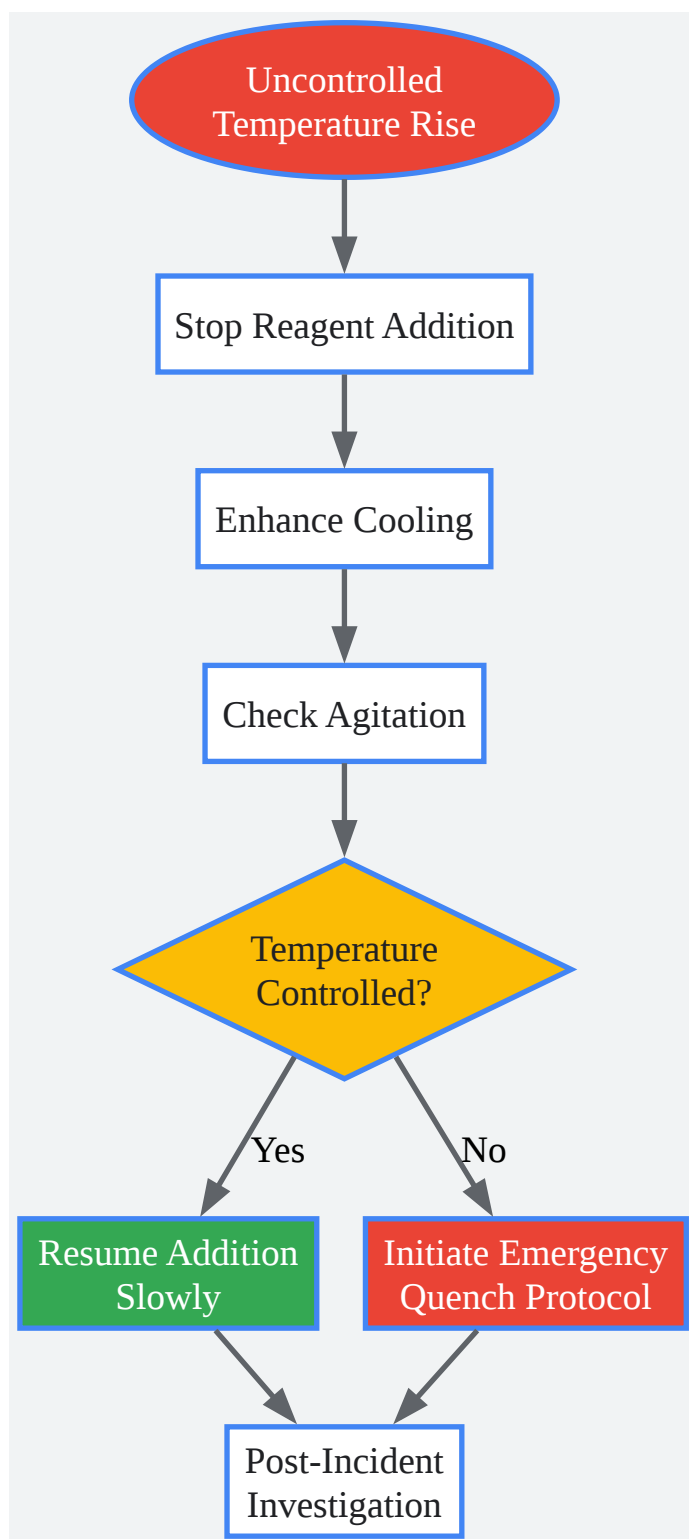 Uncontrolled
Temperature Rise
Stop Reagent Addition
Enhance Cooling
Check Agitation
Temperature
Controlled?
Yes
No
Resume Addition
Slowly
Initiate Emergency
Quench Protocol
Post-Incident
Investigation